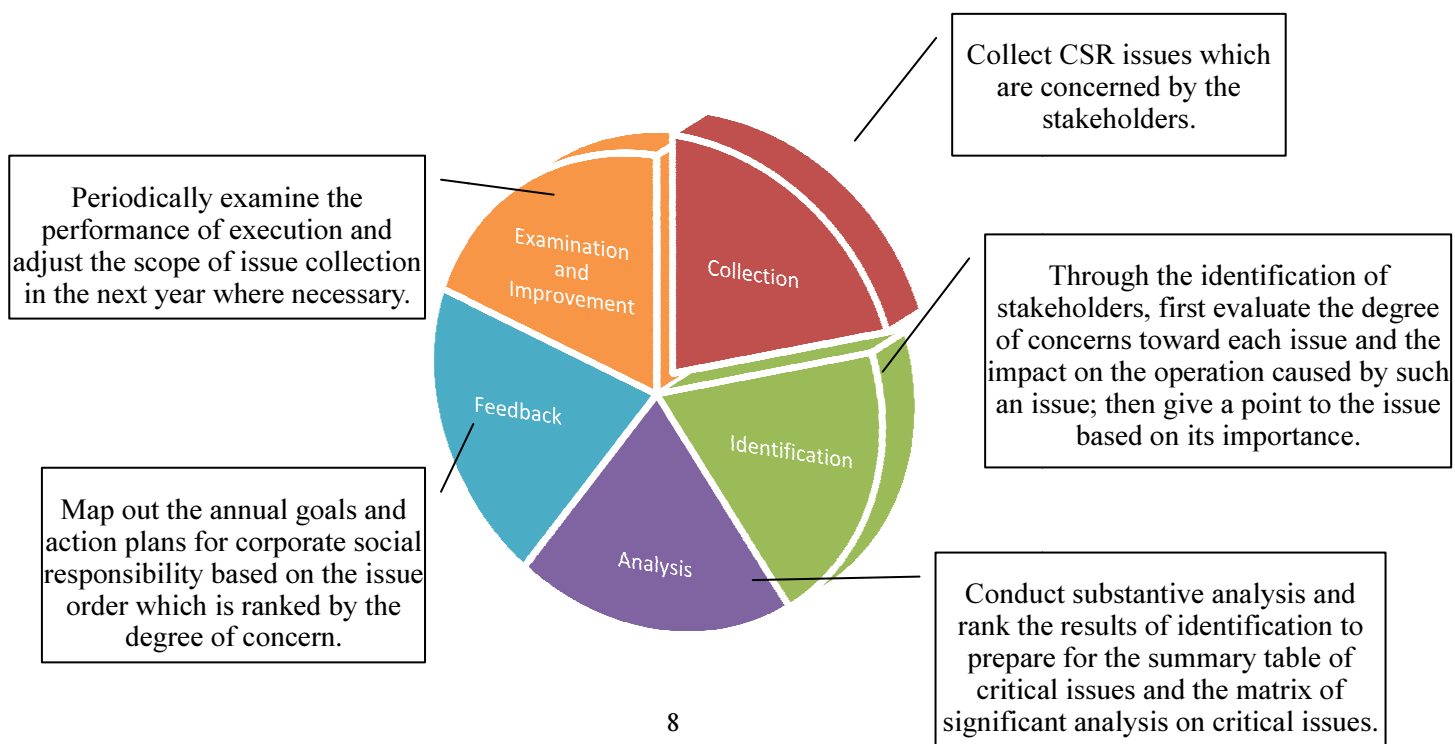 Collect CSR issues which
are concerned by the
stakeholders.
Periodically examine the
performance of execution and
adjust the scope of issue collection
in the next year where necessary.
Examination
and
Improvement
Collection
Through the identification of
stakeholders, first evaluate the degree
of concerns toward each issue and the
impact on the operation caused by such
an issue; then give a point to the issue
based on its importance.
Feedback
Identification
Map out the annual goals and
action plans for corporate social
responsibility based on the issue
order which is ranked by the
degree of concern.
Analysis
Conduct substantive analysis and
rank the results of identification to
prepare for the summary table of
critical issues and the matrix of
significant analysis on critical issues.
8